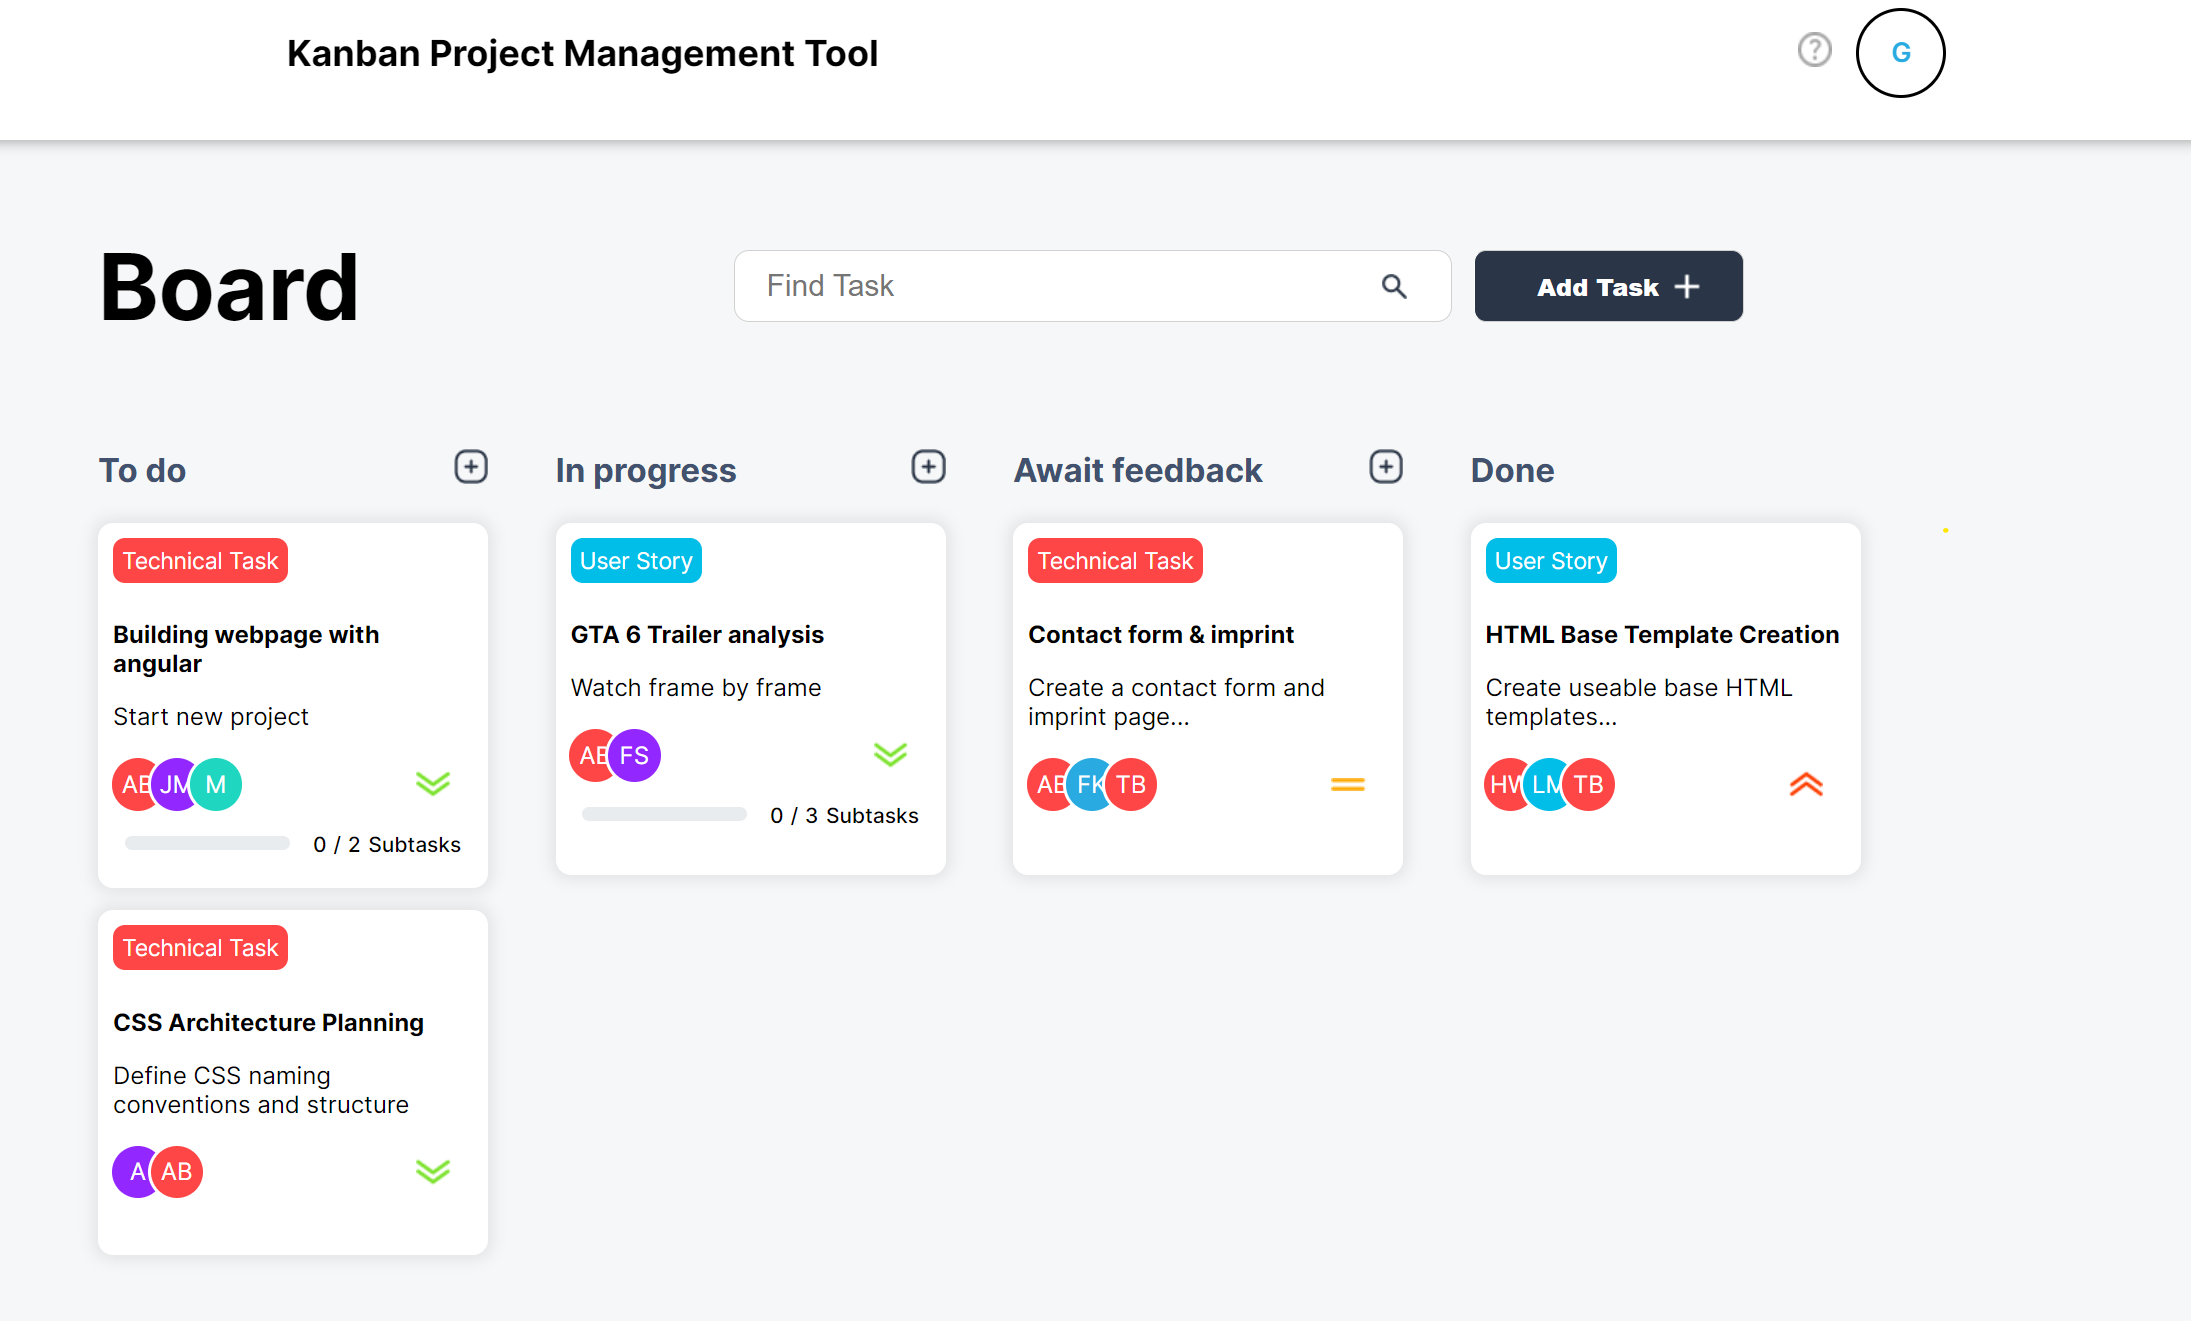 Kanban Project Management Tool
G
Board
Find Task
Add Task
To do
Technical Task
Building webpage with
angular
Start new project
JM M
0 / 2 Subtasks
Technical Task
CSS Architecture Planning
Define CSS naming
conventions and structure
A AB
In progress
User Story
GTA 6 Trailer analysis
Watch frame by frame
FS
0 / 3 Subtasks
Await feedback
Technical Task
Contact form & imprint
Create a contact form and
imprint page...
FK TB
Done
User Story
HTML Base Template Creation
Create useable base HTML
templates...
LM TB